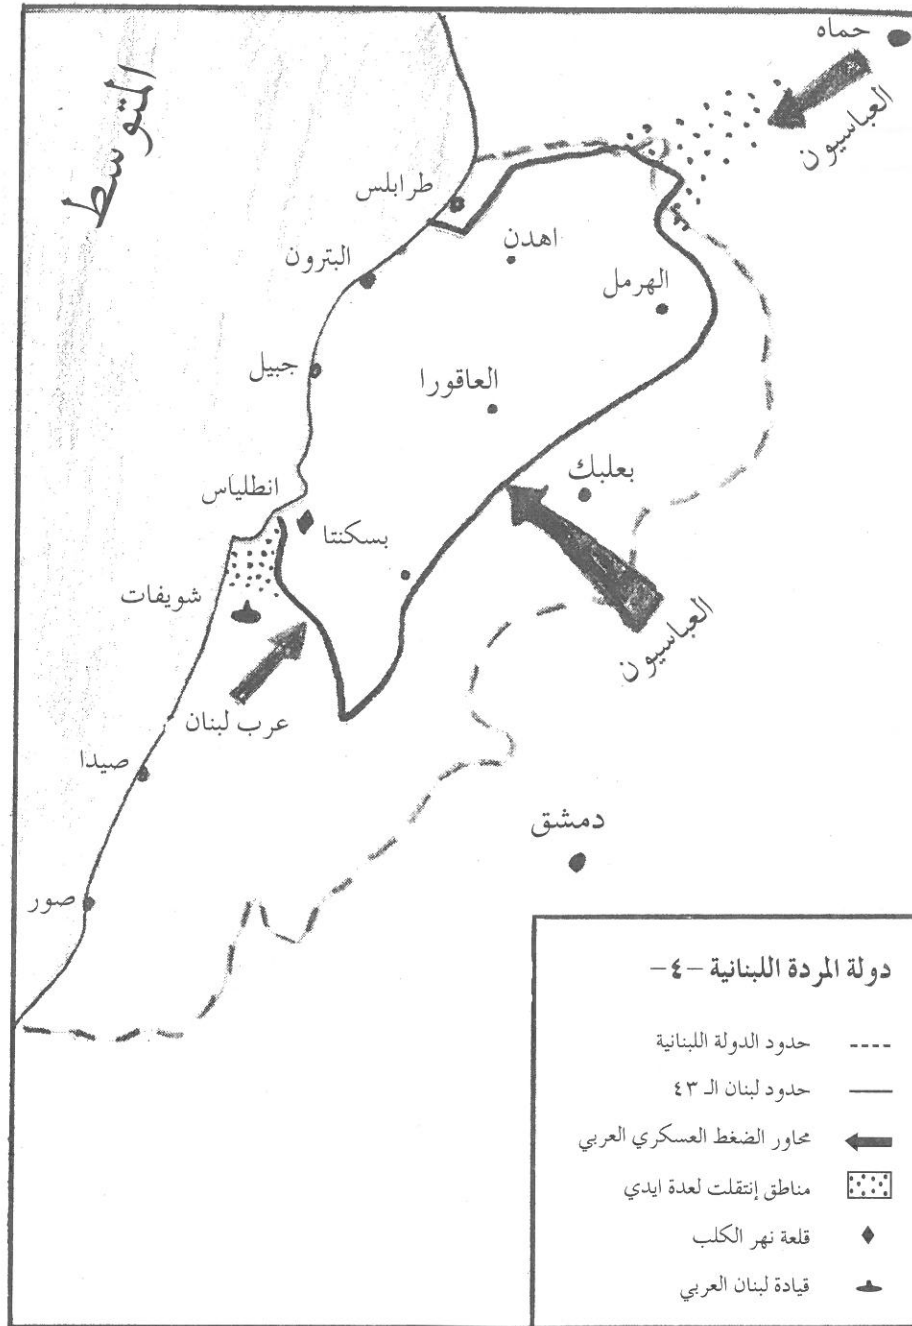 حماه
العباسيون
المتوسط
طرابلس
اهدن
البترون
الهرمل
جبيل
العاقورا
بعلبك
انطلياس
بسكنتا
شويفات
العباسيون
عرب لبنان
صيدا
دمشق
صور
دولة المردة اللبنانية -٤-
حدود الدولة اللبنانية
حدود لبنان الـ ٤٣
محاور الضغط العسكري العربي
مناطق إنتقلت لعدة ايدي
قلعة نهر الكلب
قيادة لبنان العربي